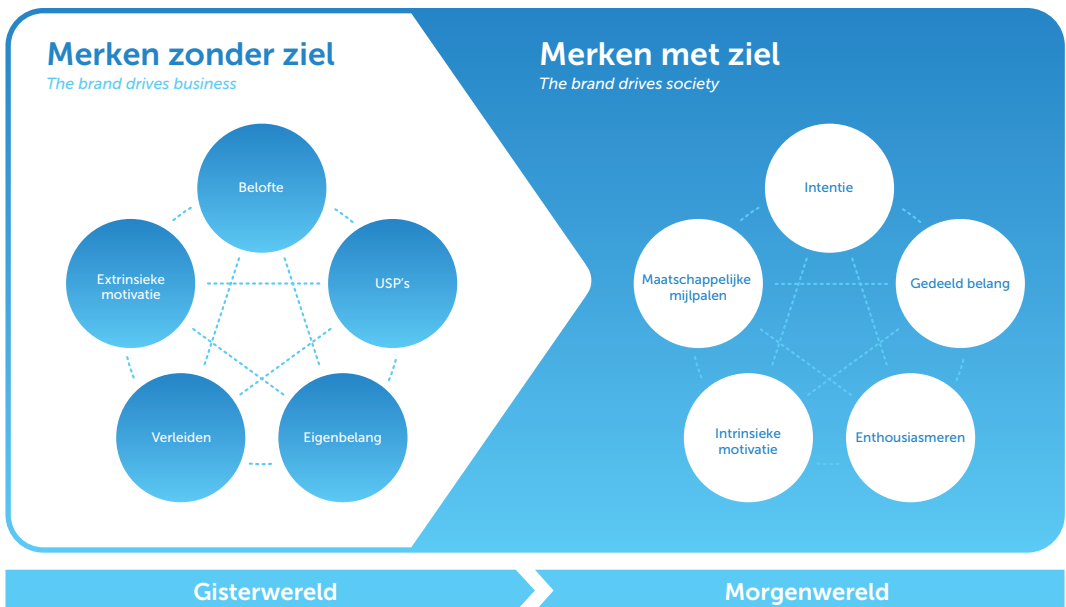 Merken zonder ziel
The brand drives business
Belofte
Extrinsieke
motivatie
USP's
Verleiden
Eigenbelang
Merken met ziel
The brand drives society
Intentie
Maatschappelijke
mijlpalen
Gedeeld belang
Intrinsieke
motivatie
Enthousiasmeren
Gisterwereld
Morgenwereld